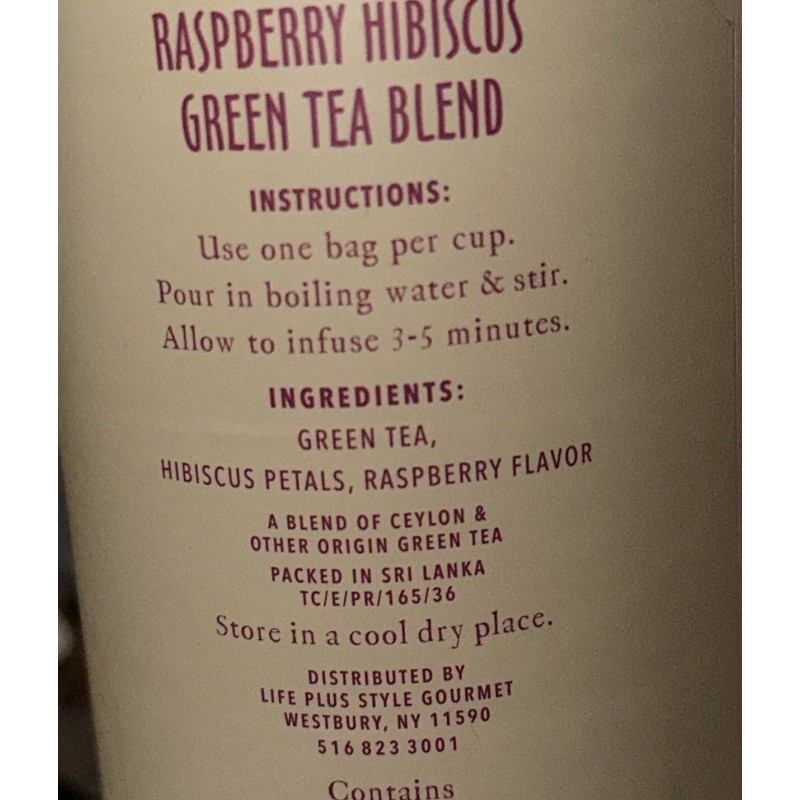 RASPBERRY HIBISCUS
GREEN TEA BLEND
INSTRUCTIONS:
Use one bag per cup.
Pour in boiling water & stir.
Allow to infuse 3-5 minutes.
INGREDIENTS:
GREEN TEA,
HIBISCUS PETALS, RASPBERRY FLAVOR
A BLEND OF CEYLON &
OTHER ORIGIN GREEN TEA
PACKED IN SRI LANKA
TC/E/PR/165/36
Store in a cool dry place.
DISTRIBUTED BY
LIFE PLUS STYLE GOURMET
WESTBURY, NY 11590
516 823 3001
Contains